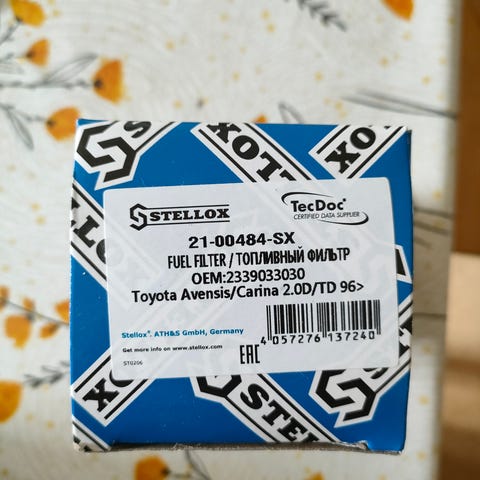 STELLOX
TecDoc
CERTIFIED DATA SUPPLIER
21-00484-SX
FUEL FILTER / ТОПЛИВНЫЙ ФИЛЬТР
OEM:2339033030
Toyota Avensis/Carina 2.0D/TD 96>
Stellox®. ATH&S GmbH, Germany
Get more info on www.stellox.com
ST0206
EAC
4 057276 137240
STELLOX